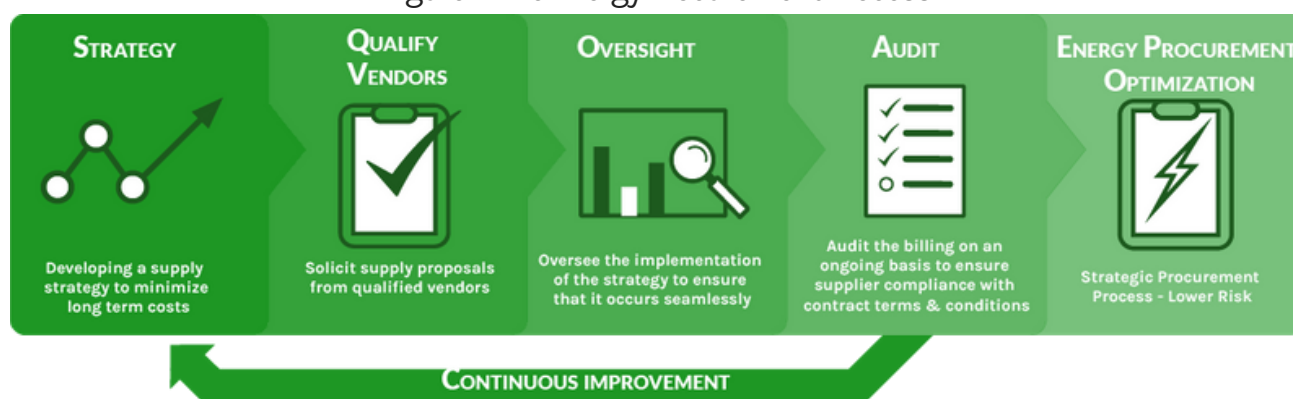 STRATEGY
QUALIFY
VENDORS
OVERSIGHT
AUDIT
ENERGY PROCUREMENT
OPTIMIZATION
Developing a supply
strategy to minimize
long term costs
Solicit supply proposals
from qualified vendors
Oversee the implementation
of the strategy to ensure
that it occurs seamlessly
Audit the billing on an
ongoing basis to ensure
supplier compliance with
contract terms & conditions
Strategic Procurement
Process - Lower Risk
CONTINUOUS IMPROVEMENT